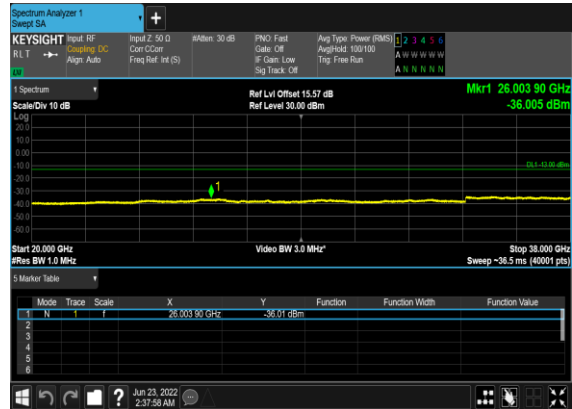 Spectrum Analyzer 1
Swept SA
+
KEYSIGHT Input: RF Input Z: 50 Ω #Atten: 30 dB PNO: Fast Avg Type: Power (RMS) 1 2 3 4 5 6
RLT Coupling: DC Corr CCorr Gate: Off Avg|Hold: 100/100 A W W W W W
Align: Auto Freq Ref: Int (S) IF Gain: Low Trig: Free Run
Sig Track: Off A N N N N N
1 Spectrum Ref Lvl Offset 15.57 dB Mkr1 26.003 90 GHz
Scale/Div 10 dB Ref Level 30.00 dBm -36.005 dBm
Log
20.0
10.0
0.00
-10.0
DL1 -13.00 dBm
-20.0
-30.0
1
-40.0
-50.0
-60.0
Start 20.000 GHz Video BW 3.0 MHz* Stop 38.000 GHz
#Res BW 1.0 MHz Sweep ~36.5 ms (40001 pts)
5 Marker Table
Mode Trace Scale X Y Function Function Width Function Value
1 N 1 f 26.003 90 GHz -36.01 dBm
2
3
4
5
6
? Jun 23, 2022
2:37:58 AM